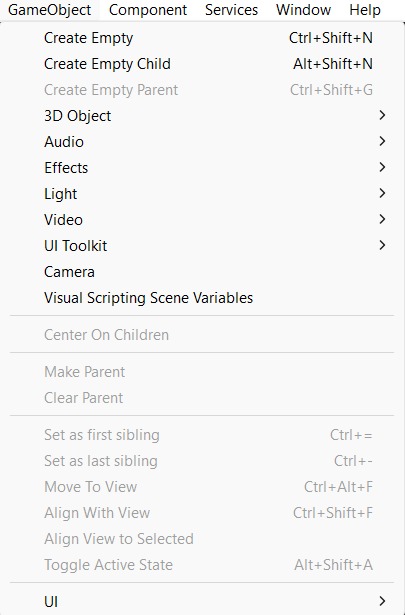 GameObject Component Services Window Help
Create Empty Ctrl+Shift+N
Create Empty Child Alt+Shift+N
Create Empty Parent Ctrl+Shift+G
3D Object
Audio
Effects
Light
Video
UI Toolkit
Camera
Visual Scripting Scene Variables
Center On Children
Make Parent
Clear Parent
Set as first sibling Ctrl+=
Set as last sibling Ctrl+-
Move To View Ctrl+Alt+F
Align With View Ctrl+Shift+F
Align View to Selected
Toggle Active State Alt+Shift+A
UI